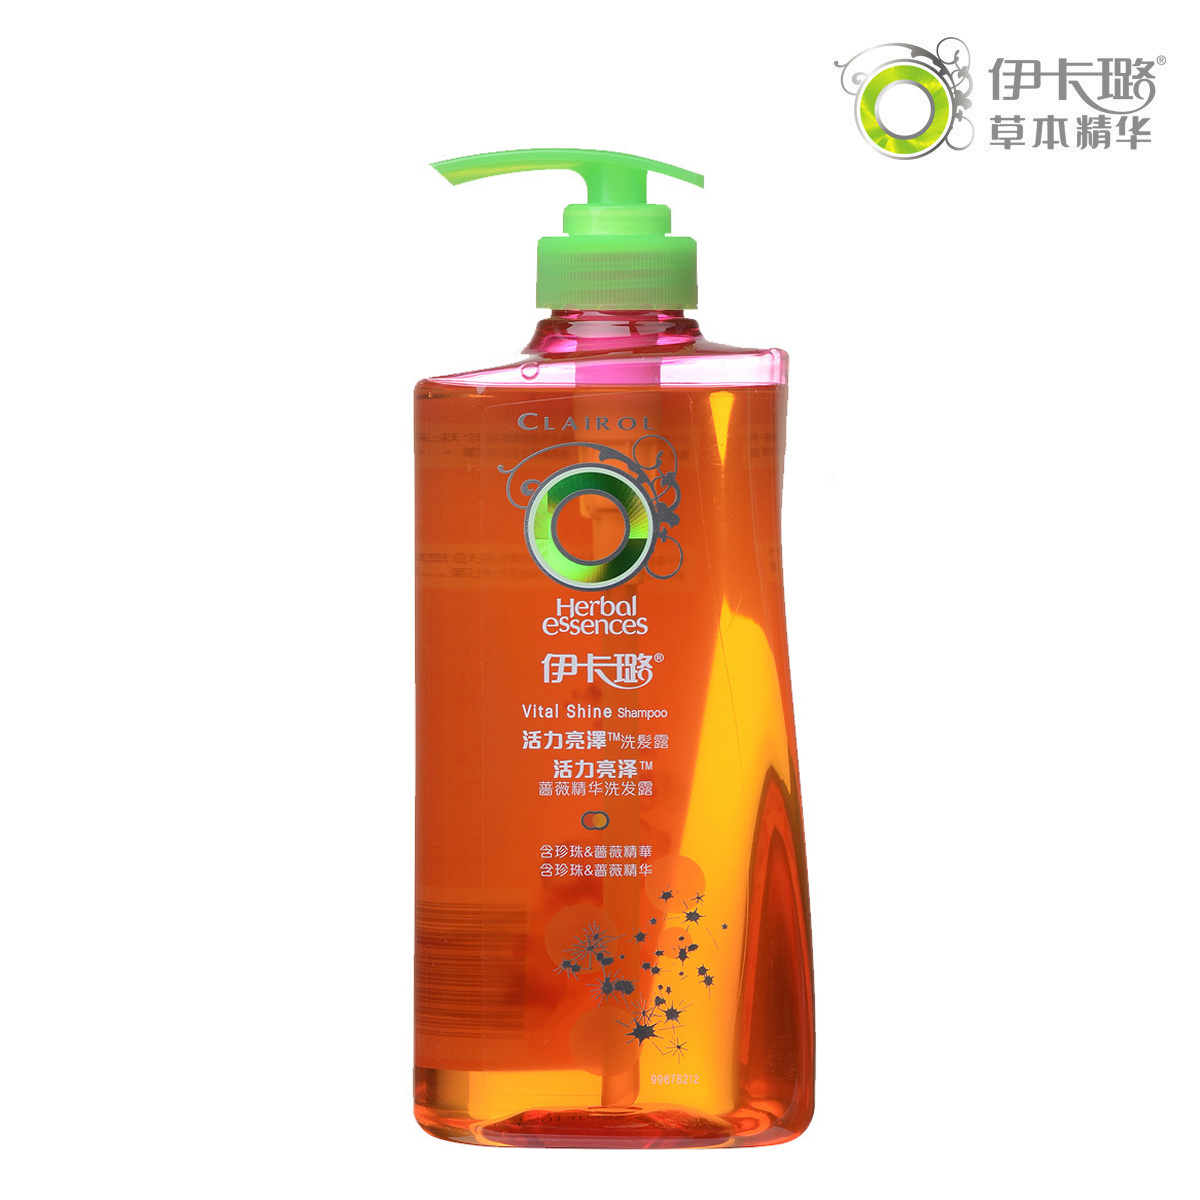 伊卡璐®
草本精华
CLAIROL
Herbal
essences
伊卡璐®
Vital Shine Shampoo
活力亮澤™洗髮露
活力亮泽™
蔷薇精华洗发露
含珍珠&薔薇精華
含珍珠&蔷薇精华
99678212